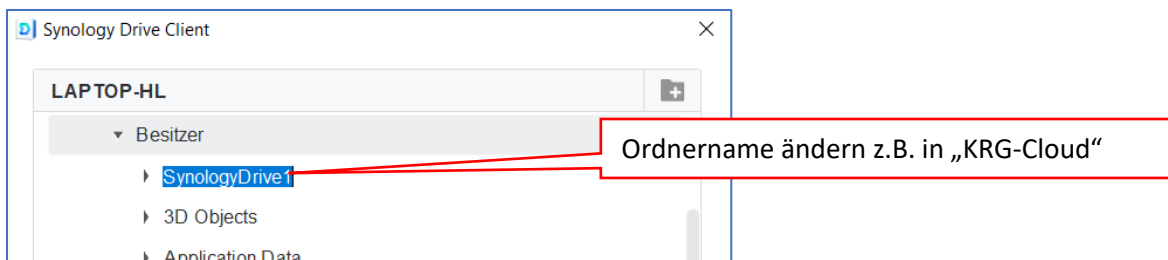 Synology Drive Client
LAPTOP-HL
Besitzer
Ordnername ändern z.B. in „KRG-Cloud“
SynologyDrive1
3D Objects
Application Data